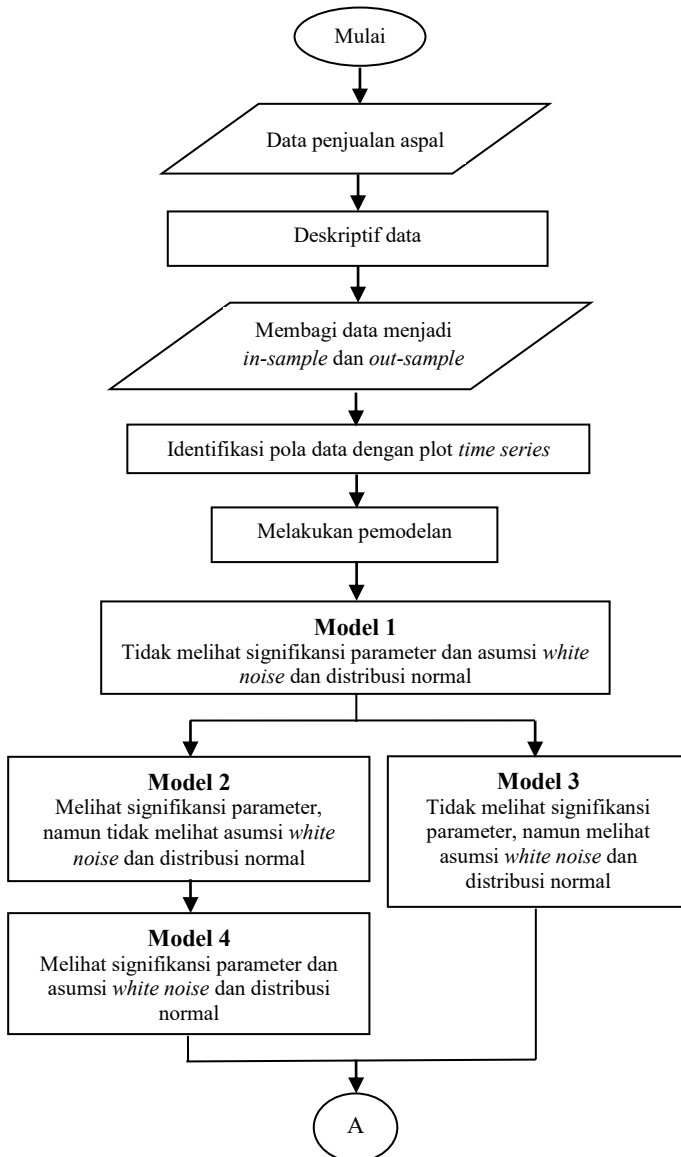 Mulai
Data penjualan aspal
Deskriptif data
Membagi data menjadi
in-sample dan out-sample
Identifikasi pola data dengan plot time series
Melakukan pemodelan
Model 1
Tidak melihat signifikansi parameter dan asumsi white
noise dan distribusi normal
Model 2
Melihat signifikansi parameter,
namun tidak melihat asumsi white
noise dan distribusi normal
Model 3
Tidak melihat signifikansi
parameter, namun melihat
asumsi white noise dan
distribusi normal
Model 4
Melihat signifikansi parameter dan
asumsi white noise dan distribusi
normal
A